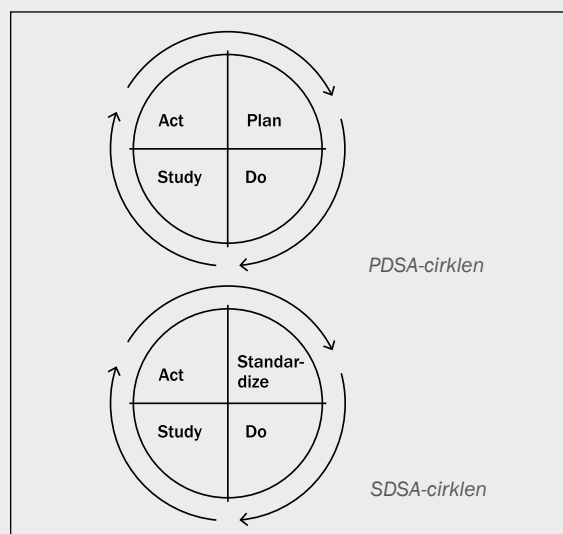 Act Plan
Study Do
PDSA-cirklen
Act Standar-
dize
Study Do
SDSA-cirklen